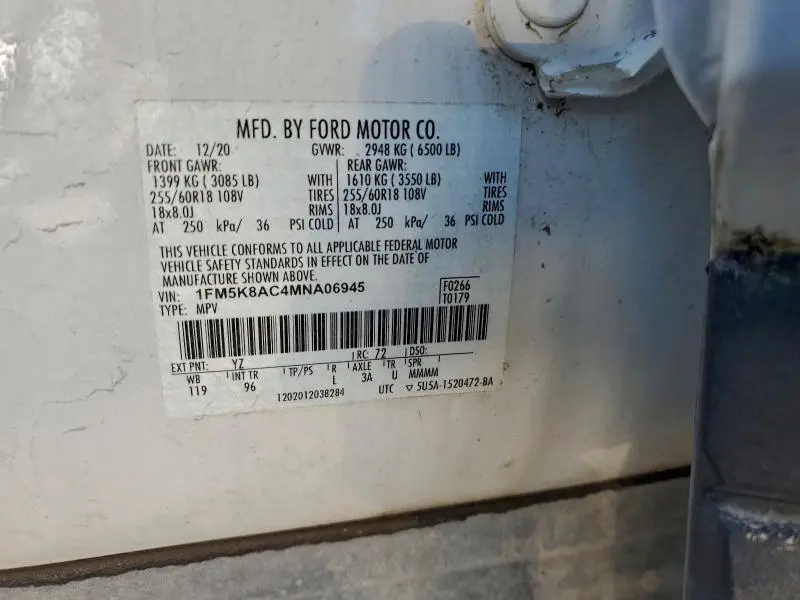 MFD. BY FORD MOTOR CO.
DATE: 12/20 GVWR: 2948 KG ( 6500 LB)
FRONT GAWR: REAR GAWR:
1399 KG ( 3085 LB) WITH 1610 KG ( 3550 LB) WITH
255/60R18 108V TIRES 255/60R18 108V TIRES
18x8.0J RIMS 18x8.0J RIMS
AT 250 kPa/ 36 PSI COLD AT 250 kPa/ 36 PSI COLD
THIS VEHICLE CONFORMS TO ALL APPLICABLE FEDERAL MOTOR
VEHICLE SAFETY STANDARDS IN EFFECT ON THE DATE OF
MANUFACTURE SHOWN ABOVE.
VIN: 1FM5K8AC4MNA06945 F0266
TYPE: MPV T0179
EXT PNT: YZ RC: 72 DSO:
WB INT TR TP/PS R AXLE TR SPR
119 96 L 3A U MMMM
1202012038284 UTC ▽ 5U5A-1520472-BA